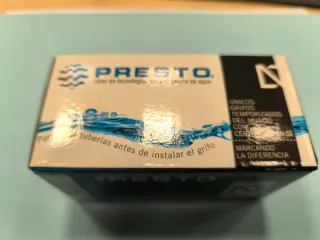 PRESTO
líder en tecnologías para el ahorro de agua
tuberías antes de instalar el grifo
N
ÚNICOS
GRIFOS
TEMPORIZADOS
DEL MUNDO
CON
MARCANDO
LA DIFERENCIA
PRESTO